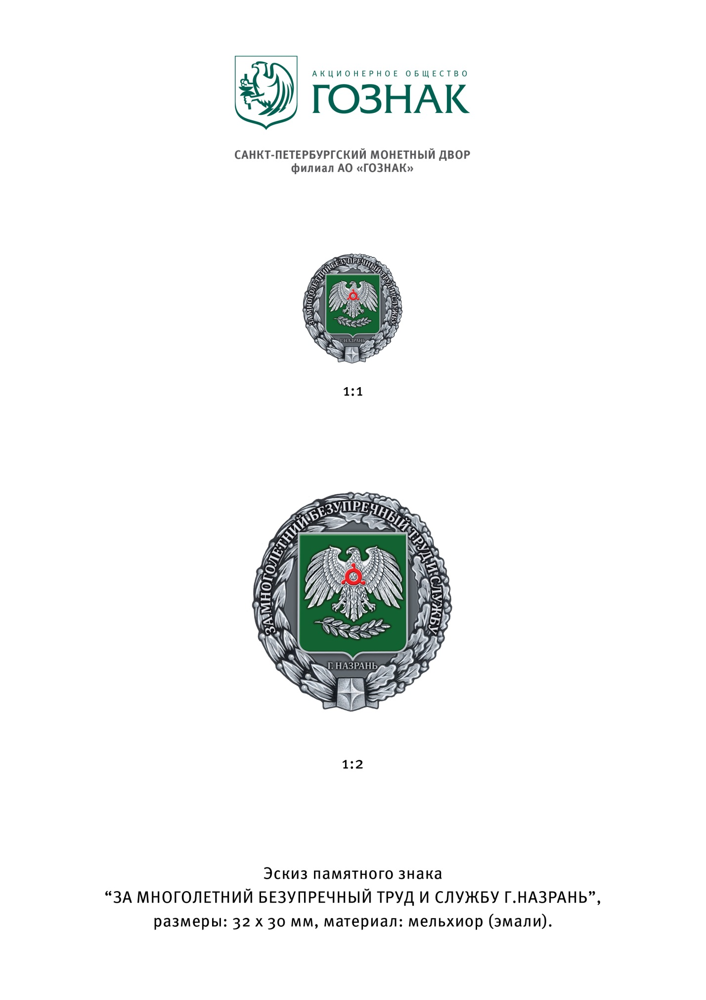 АКЦИОНЕРНОЕ ОБЩЕСТВО
ГОЗНАК
САНКТ-ПЕТЕРБУРГСКИЙ МОНЕТНЫЙ ДВОР
филиал АО «ГОЗНАК»
ЗА МНОГОЛЕТНИЙ БЕЗУПРЕЧНЫЙ ТРУД И СЛУЖБУ
Г. НАЗРАНЬ
1:1
ЗА МНОГОЛЕТНИЙ БЕЗУПРЕЧНЫЙ ТРУД И СЛУЖБУ
Г. НАЗРАНЬ
1:2
Эскиз памятного знака
“ЗА МНОГОЛЕТНИЙ БЕЗУПРЕЧНЫЙ ТРУД И СЛУЖБУ Г.НАЗРАНЬ”,
размеры: 32 х 30 мм, материал: мельхиор (эмали).